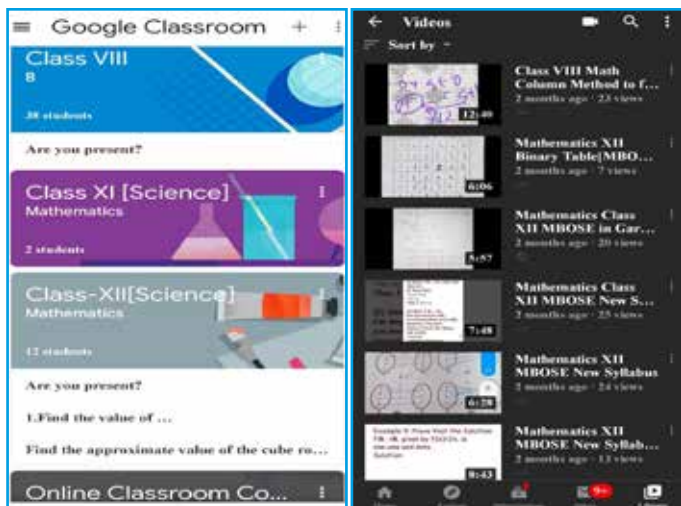 Google Classroom
Class VIII
B
38 students
Are you present?
Class XI [Science]
Mathematics
2 students
Class-XII[Science]
Mathematics
12 students
Are you present?
1.Find the value of ...
Find the approximate value of the cube ro...
Online Classroom Co...
Videos
Sort by
12:40
Class VIII Math
Column Method to f...
2 months ago · 23 views
6:06
Mathematics XII
Binary Table[MBO...
2 months ago · 7 views
5:57
Mathematics Class
XII MBOSE in Gar...
2 months ago · 20 views
7:48
Mathematics Class
XII MBOSE New S...
2 months ago · 25 views
6:28
Mathematics XII
MBOSE New Syllabus
2 months ago · 24 views
8:43
Mathematics XII
MBOSE New Syllab...
2 months ago · 13 views
9+